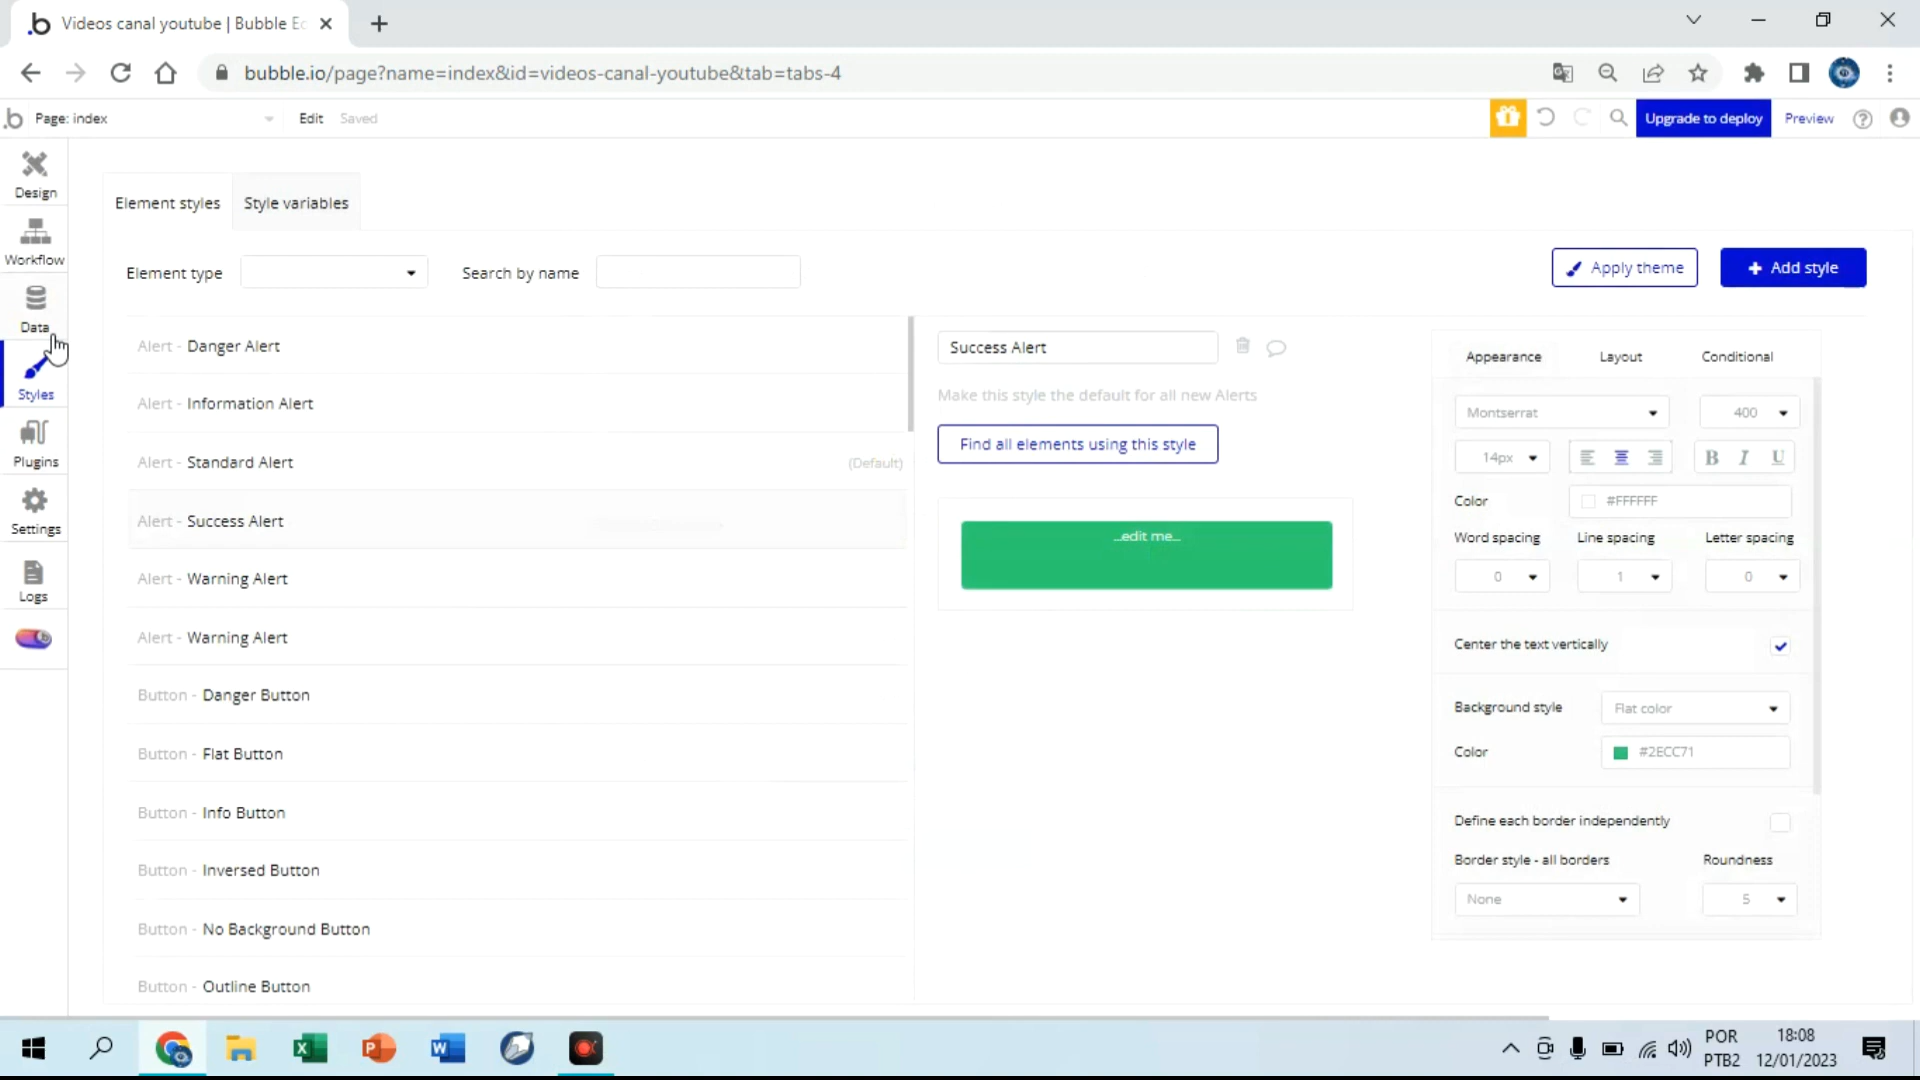 Videos canal youtube | Bubble Ec
bubble.io/page?name=index&id=videos-canal-youtube&tab=tabs-4
Page: index
Edit
Saved
Upgrade to deploy
Preview
Design
Workflow
Data
Styles
Plugins
Settings
Logs
Element styles
Style variables
Element type
Search by name
Apply theme
+ Add style
Alert - Danger Alert
Alert - Information Alert
Alert - Standard Alert
(Default)
Alert - Success Alert
Alert - Warning Alert
Alert - Warning Alert
Button - Danger Button
Button - Flat Button
Button - Info Button
Button - Inversed Button
Button - No Background Button
Button - Outline Button
Success Alert
Make this style the default for all new Alerts
Find all elements using this style
...edit me...
Appearance
Layout
Conditional
Montserrat
400
14px
B I U
Color
#FFFFFF
Word spacing
Line spacing
Letter spacing
0
1
0
Center the text vertically
Background style
Flat color
Color
#2ECC71
Define each border independently
Border style - all borders
Roundness
None
5
POR
PTB2
18:08
12/01/2023